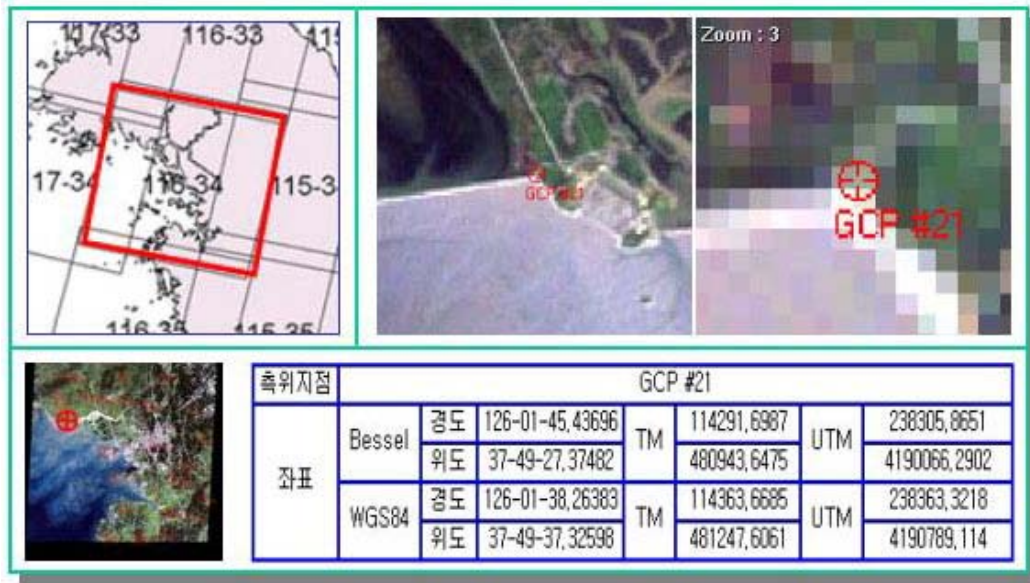 117-33 116-33 115
17-34 116-34 115-3
116-35 115-35
GCP #21
Zoom : 3
GCP #21
측위지점 GCP #21
좌표 Bessel 경도 126-01-45,43696 TM 114291,6987 UTM 238305,8651
위도 37-49-27,37482 480943,6475 4190066,2902
WGS84 경도 126-01-38,26383 TM 114363,6685 UTM 238363,3218
위도 37-49-37,32598 481247,6061 4190789,114